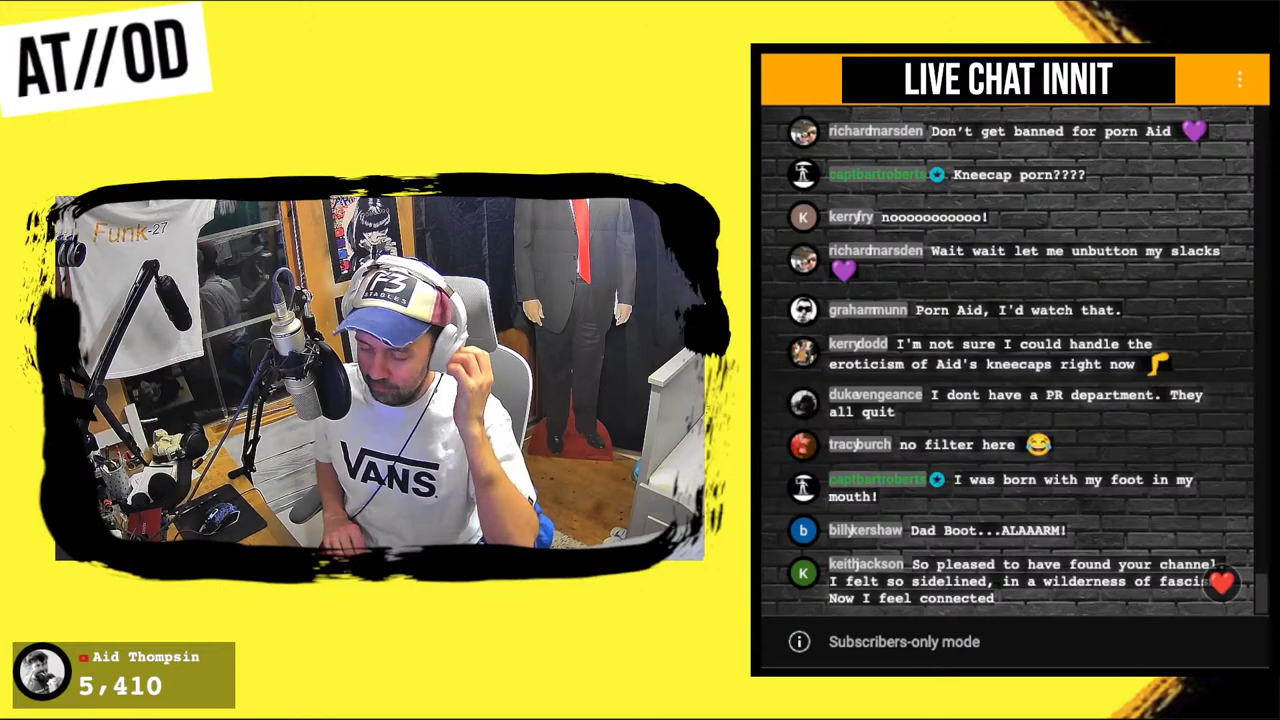 AT//OD
LIVE CHAT INNIT
richardmarsden Don't get banned for porn Aid 💜
captbartroberts Kneecap porn????
K kerryfry nooooooooooo!
richardmarsden Wait wait let me unbutton my slacks
💜
grahammunn Porn Aid, I'd watch that.
kerrydodd I'm not sure I could handle the
eroticism of Aid's kneecaps right now
dukevengeance I dont have a PR department. They
all quit
tracyburch no filter here 😂
captbartroberts I was born with my foot in my
mouth!
b billykershaw Dad Boot...ALAAARM!
K keithjackson So pleased to have found your channel
I felt so sidelined, in a wilderness of
Now I feel connected
Subscribers-only mode
Funk-27
VANS
Aid Thompsin
5,410